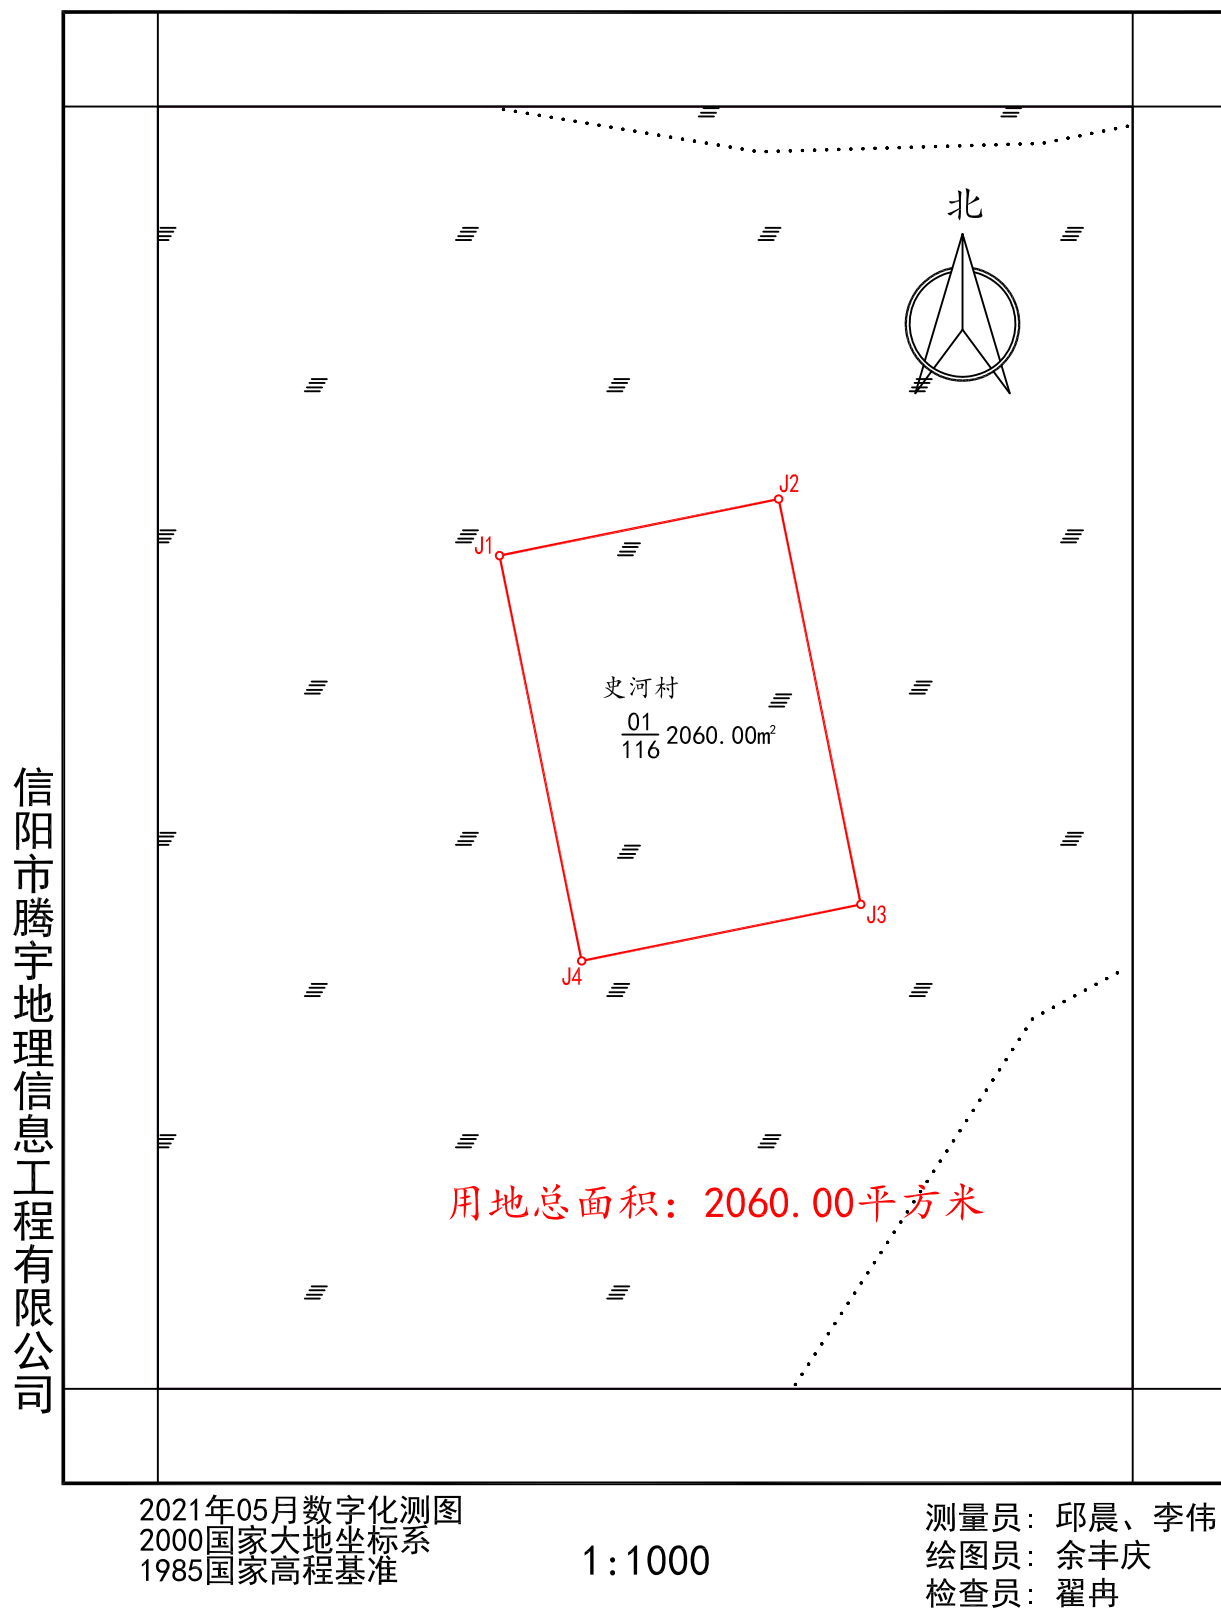 北
J2
J1
史河村
01
116
2060.00m²
J3
J4
用地总面积：2060.00平方米
信阳市腾宇地理信息工程有限公司
2021年05月数字化测图
2000国家大地坐标系
1985国家高程基准
1:1000
测量员：邱晨、李伟
绘图员：余丰庆
检查员：翟冉